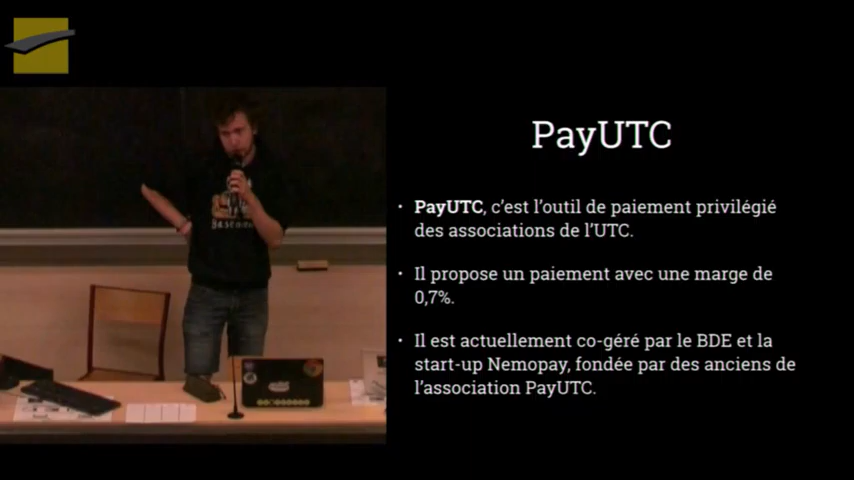 PayUTC
• PayUTC, c’est l’outil de paiement privilégié
des associations de l’UTC.
• Il propose un paiement avec une marge de
0,7%.
• Il est actuellement co-géré par le BDE et la
start-up Nemopay, fondée par des anciens de
l’association PayUTC.